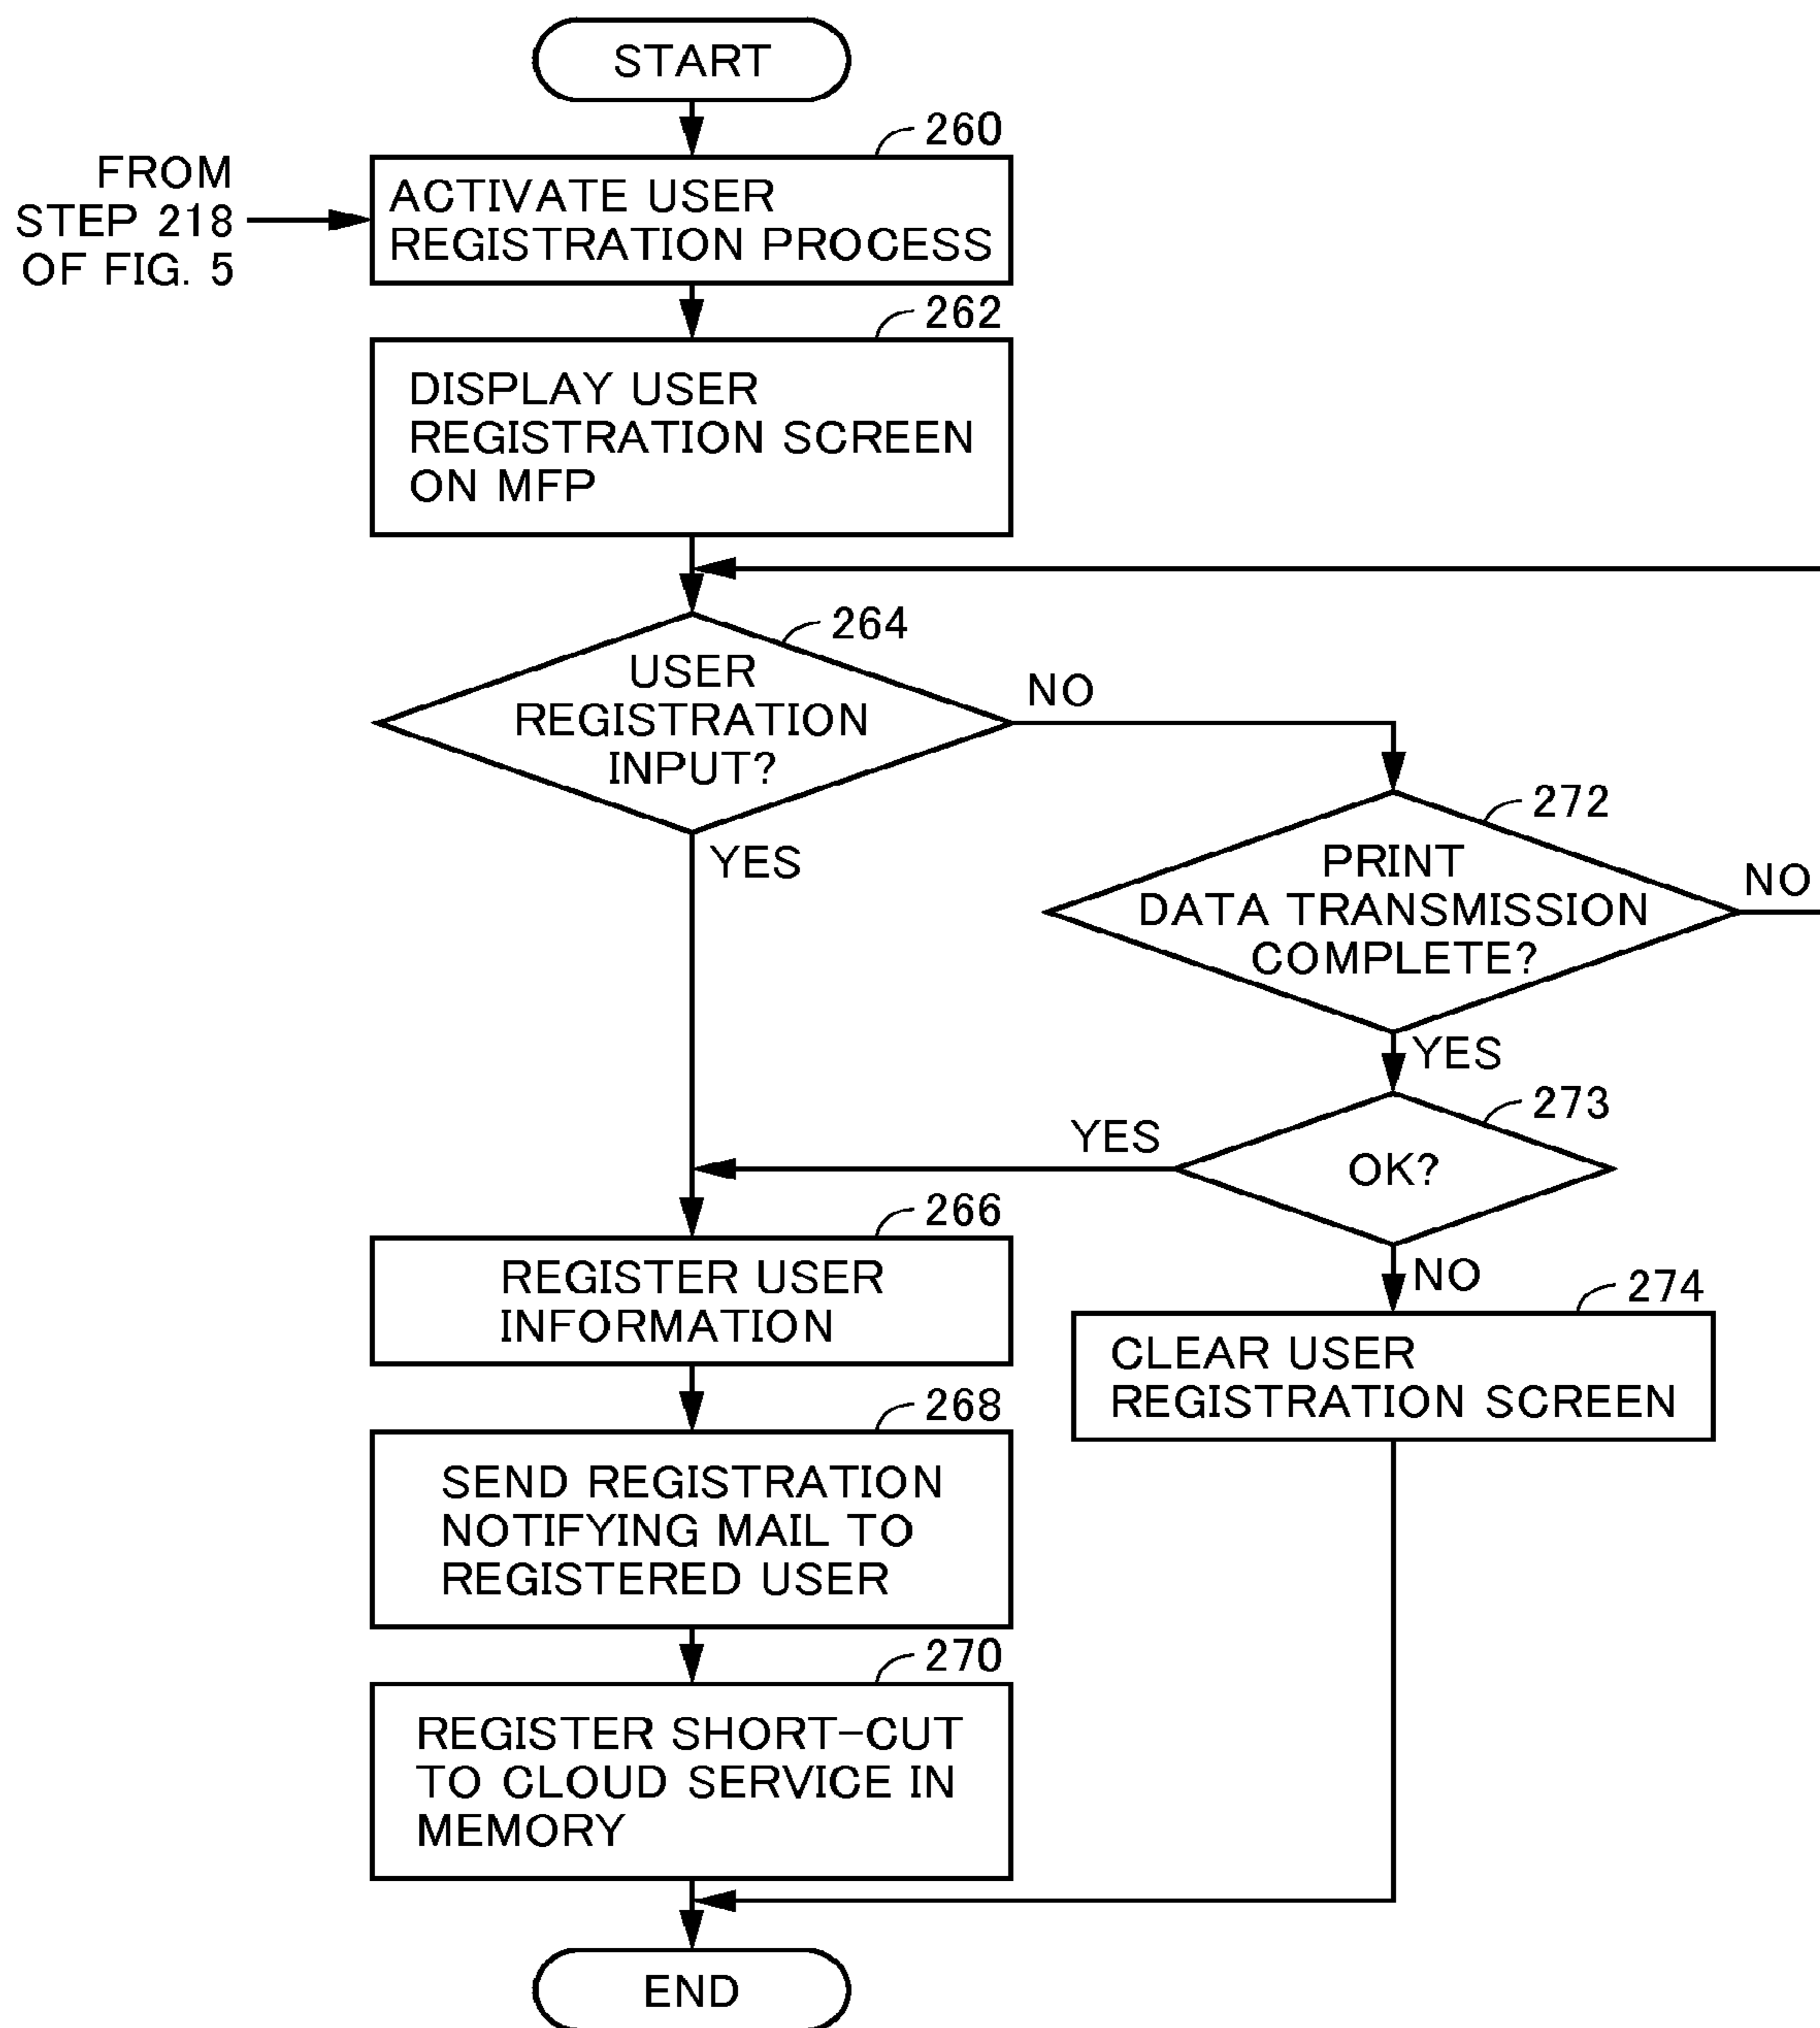 START
260
FROM
STEP 218
OF FIG. 5
ACTIVATE USER
REGISTRATION PROCESS
262
DISPLAY USER
REGISTRATION SCREEN
ON MFP
264
USER
REGISTRATION
INPUT?
NO
YES
272
PRINT
DATA TRANSMISSION
COMPLETE?
NO
YES
273
OK?
YES
NO
266
REGISTER USER
INFORMATION
274
CLEAR USER
REGISTRATION SCREEN
268
SEND REGISTRATION
NOTIFYING MAIL TO
REGISTERED USER
270
REGISTER SHORT-CUT
TO CLOUD SERVICE IN
MEMORY
END